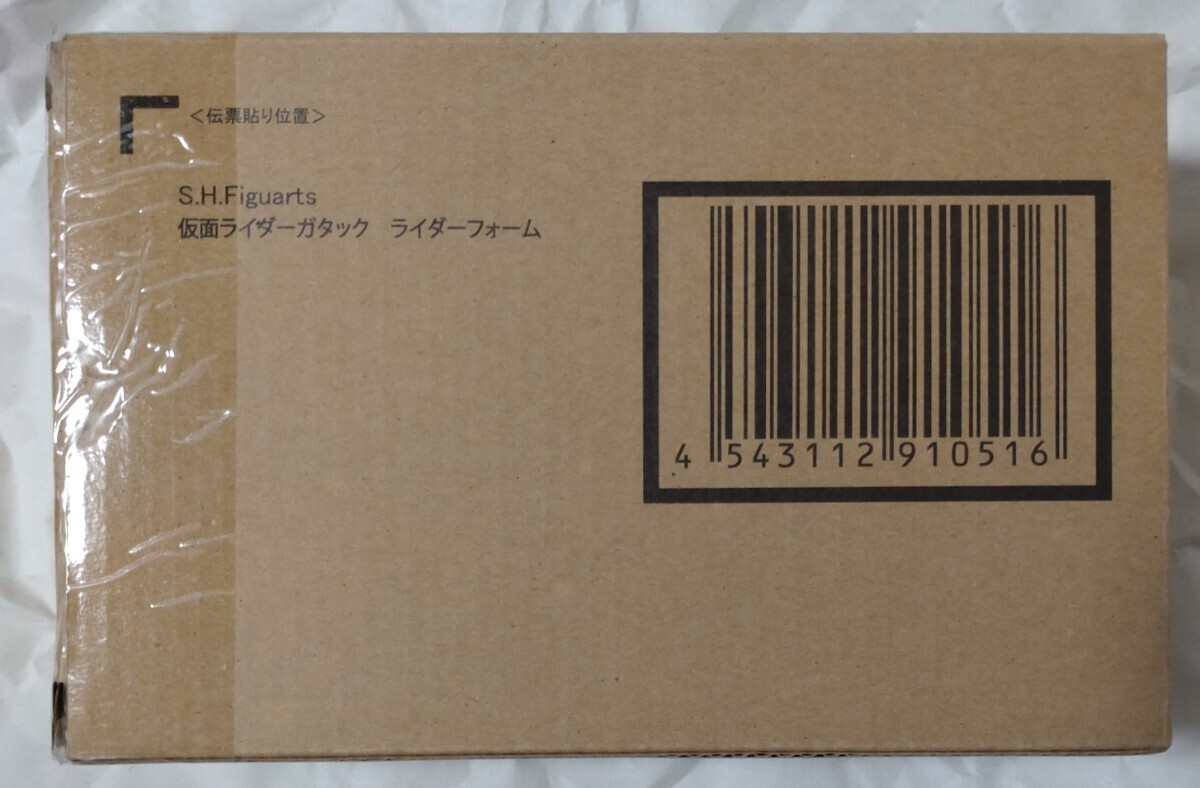 ＜伝票貼り位置＞
S.H.Figuarts
仮面ライダーガタック　ライダーフォーム
4 543112 910516